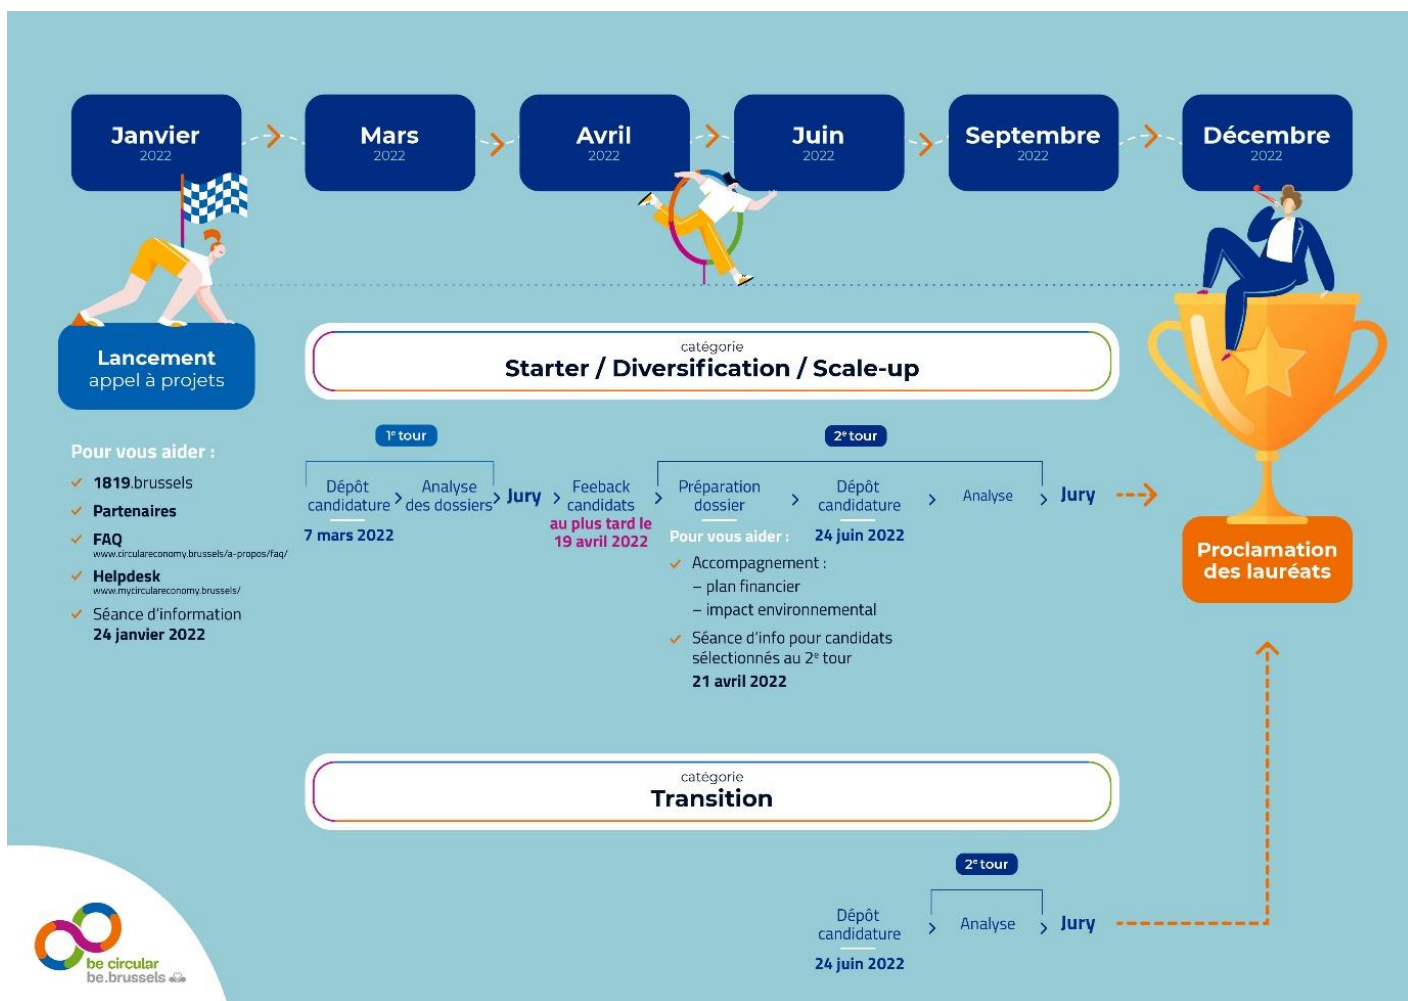 Janvier
2022
Mars
2022
Avril
2022
Juin
2022
Septembre
2022
Décembre
2022
Lancement
appel à projets
Pour vous aider :
1819.brussels
Partenaires
FAQ
www.circulareconomy.brussels/a-propos/faq/
Helpdesk
www.mycirculareconomy.brussels/
Séance d'information
24 janvier 2022
catégorie
Starter / Diversification / Scale-up
1e tour
Dépôt
candidature
7 mars 2022
Analyse
des dossiers
Jury
Feeback
candidats
au plus tard le
19 avril 2022
2e tour
Préparation
dossier
Pour vous aider :
Accompagnement :
– plan financier
– impact environnemental
Séance d'info pour candidats
sélectionnés au 2e tour
21 avril 2022
Dépôt
candidature
24 juin 2022
Analyse
Jury
Proclamation
des lauréats
catégorie
Transition
2e tour
Dépôt
candidature
24 juin 2022
Analyse
Jury
be circular
be.brussels